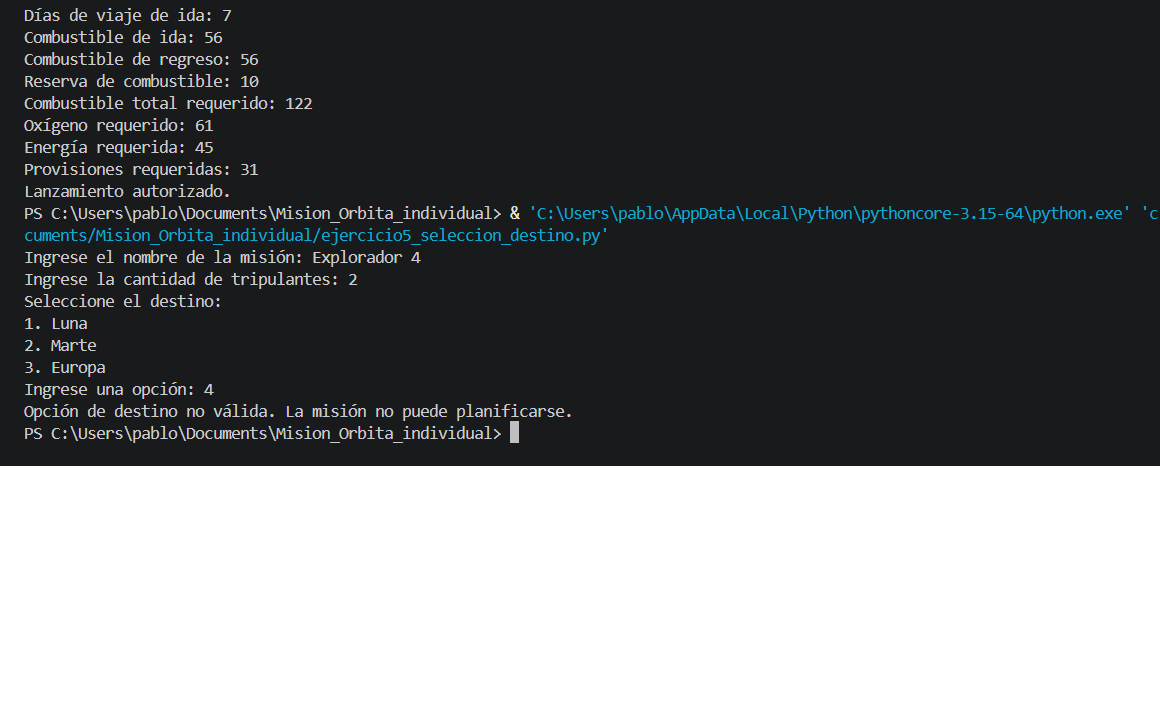 Días de viaje de ida: 7
Combustible de ida: 56
Combustible de regreso: 56
Reserva de combustible: 10
Combustible total requerido: 122
Oxígeno requerido: 61
Energía requerida: 45
Provisiones requeridas: 31
Lanzamiento autorizado.
PS C:\Users\pablo\Documents\Mision_Orbita_individual> & 'C:\Users\pablo\AppData\Local\Python\pythoncore-3.15-64\python.exe' 'c
cuments/Mision_Orbita_individual/ejercicio5_seleccion_destino.py'
Ingrese el nombre de la misión: Explorador 4
Ingrese la cantidad de tripulantes: 2
Seleccione el destino:
1. Luna
2. Marte
3. Europa
Ingrese una opción: 4
Opción de destino no válida. La misión no puede planificarse.
PS C:\Users\pablo\Documents\Mision_Orbita_individual>